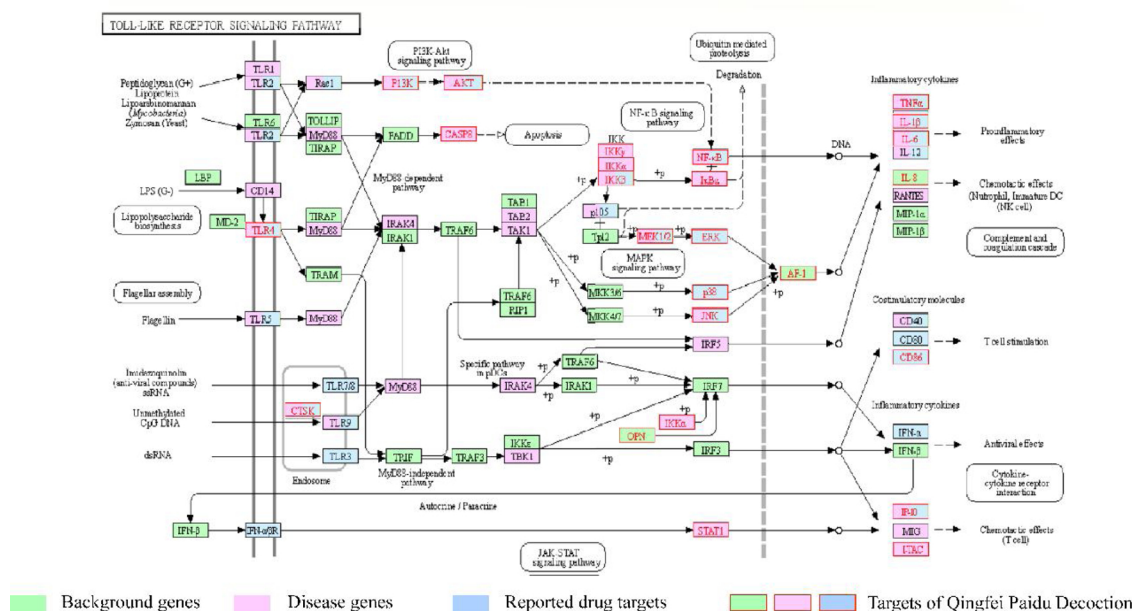 TOLL-LIKE RECEPTOR SIGNALING PATHWAY
Ubiquitin mediated
proteolysis
PI3K-Akt
signaling pathway
Degradation
Inflammatory cytokines
TLR1
TLR2
Rac1
PI3K
AKT
Peptidoglycan (G+)
Lipoprotein
Lipoarabinomannan
(Mycobacteria)
Zymosan (Yeast)
TLR6
TLR2
TOLLIP
MyD88
TIRAP
FADD
CASP8
Apoptosis
NF-κB signaling
pathway
IKK
IKKγ
IKKα
IKKβ
NF-κB
IκBα
+p
+p
DNA
TNFα
IL-1β
IL-6
IL-12
Proinflammatory
effects
LBP
LPS (G-)
CD14
MyD88-dependent
pathway
IL-8
RANTES
MIP-1α
MIP-1β
Chemotactic effects
(Nutrophil, Immature DC)
(NK cell)
Lipopolysaccharide
biosynthesis
MD-2
TLR4
TIRAP
MyD88
IRAK4
IRAK1
TRAF6
TAB1
TAB2
TAK1
p105
Tpl2
+p
MEK1/2
+p
ERK
Complement and
coagulation cascade
MAPK
signaling pathway
TRAM
AP-1
+p
+p
+p
+p
Flagellar assembly
TRAF6
RIP1
MKK3/6
+p
p38
MKK4/7
+p
JNK
Costimulatory molecules
Flagellin
TLR5
MyD88
IRF5
CD40
CD80
CD86
T cell stimulation
Specific pathway
in pDCs
TRAF6
Imidazoquinolin
(anti-viral compounds)
ssRNA
TLR7/8
MyD88
IRAK4
+p
+p
IRAK1
+p
IRF7
CTSK
Unmethylated
CpG DNA
TLR9
+p
IKKα
OPN
Inflammatory cytokines
dsRNA
TLR3
TRIF
TRAF3
IKKε
TBK1
+p
+p
IRF3
IFN-α
IFN-β
Antiviral effects
Endosome
MyD88-independent
pathway
Cytokine-
cytokine receptor
interaction
Autocrine / Paracrine
IFN-β
IFN-αβR
STAT1
IP-10
MIG
I-TAC
Chemotactic effects
(T cell)
JAK-STAT
signaling pathway
Background genes
Disease genes
Reported drug targets
Targets of Qingfei Paidu Decoction